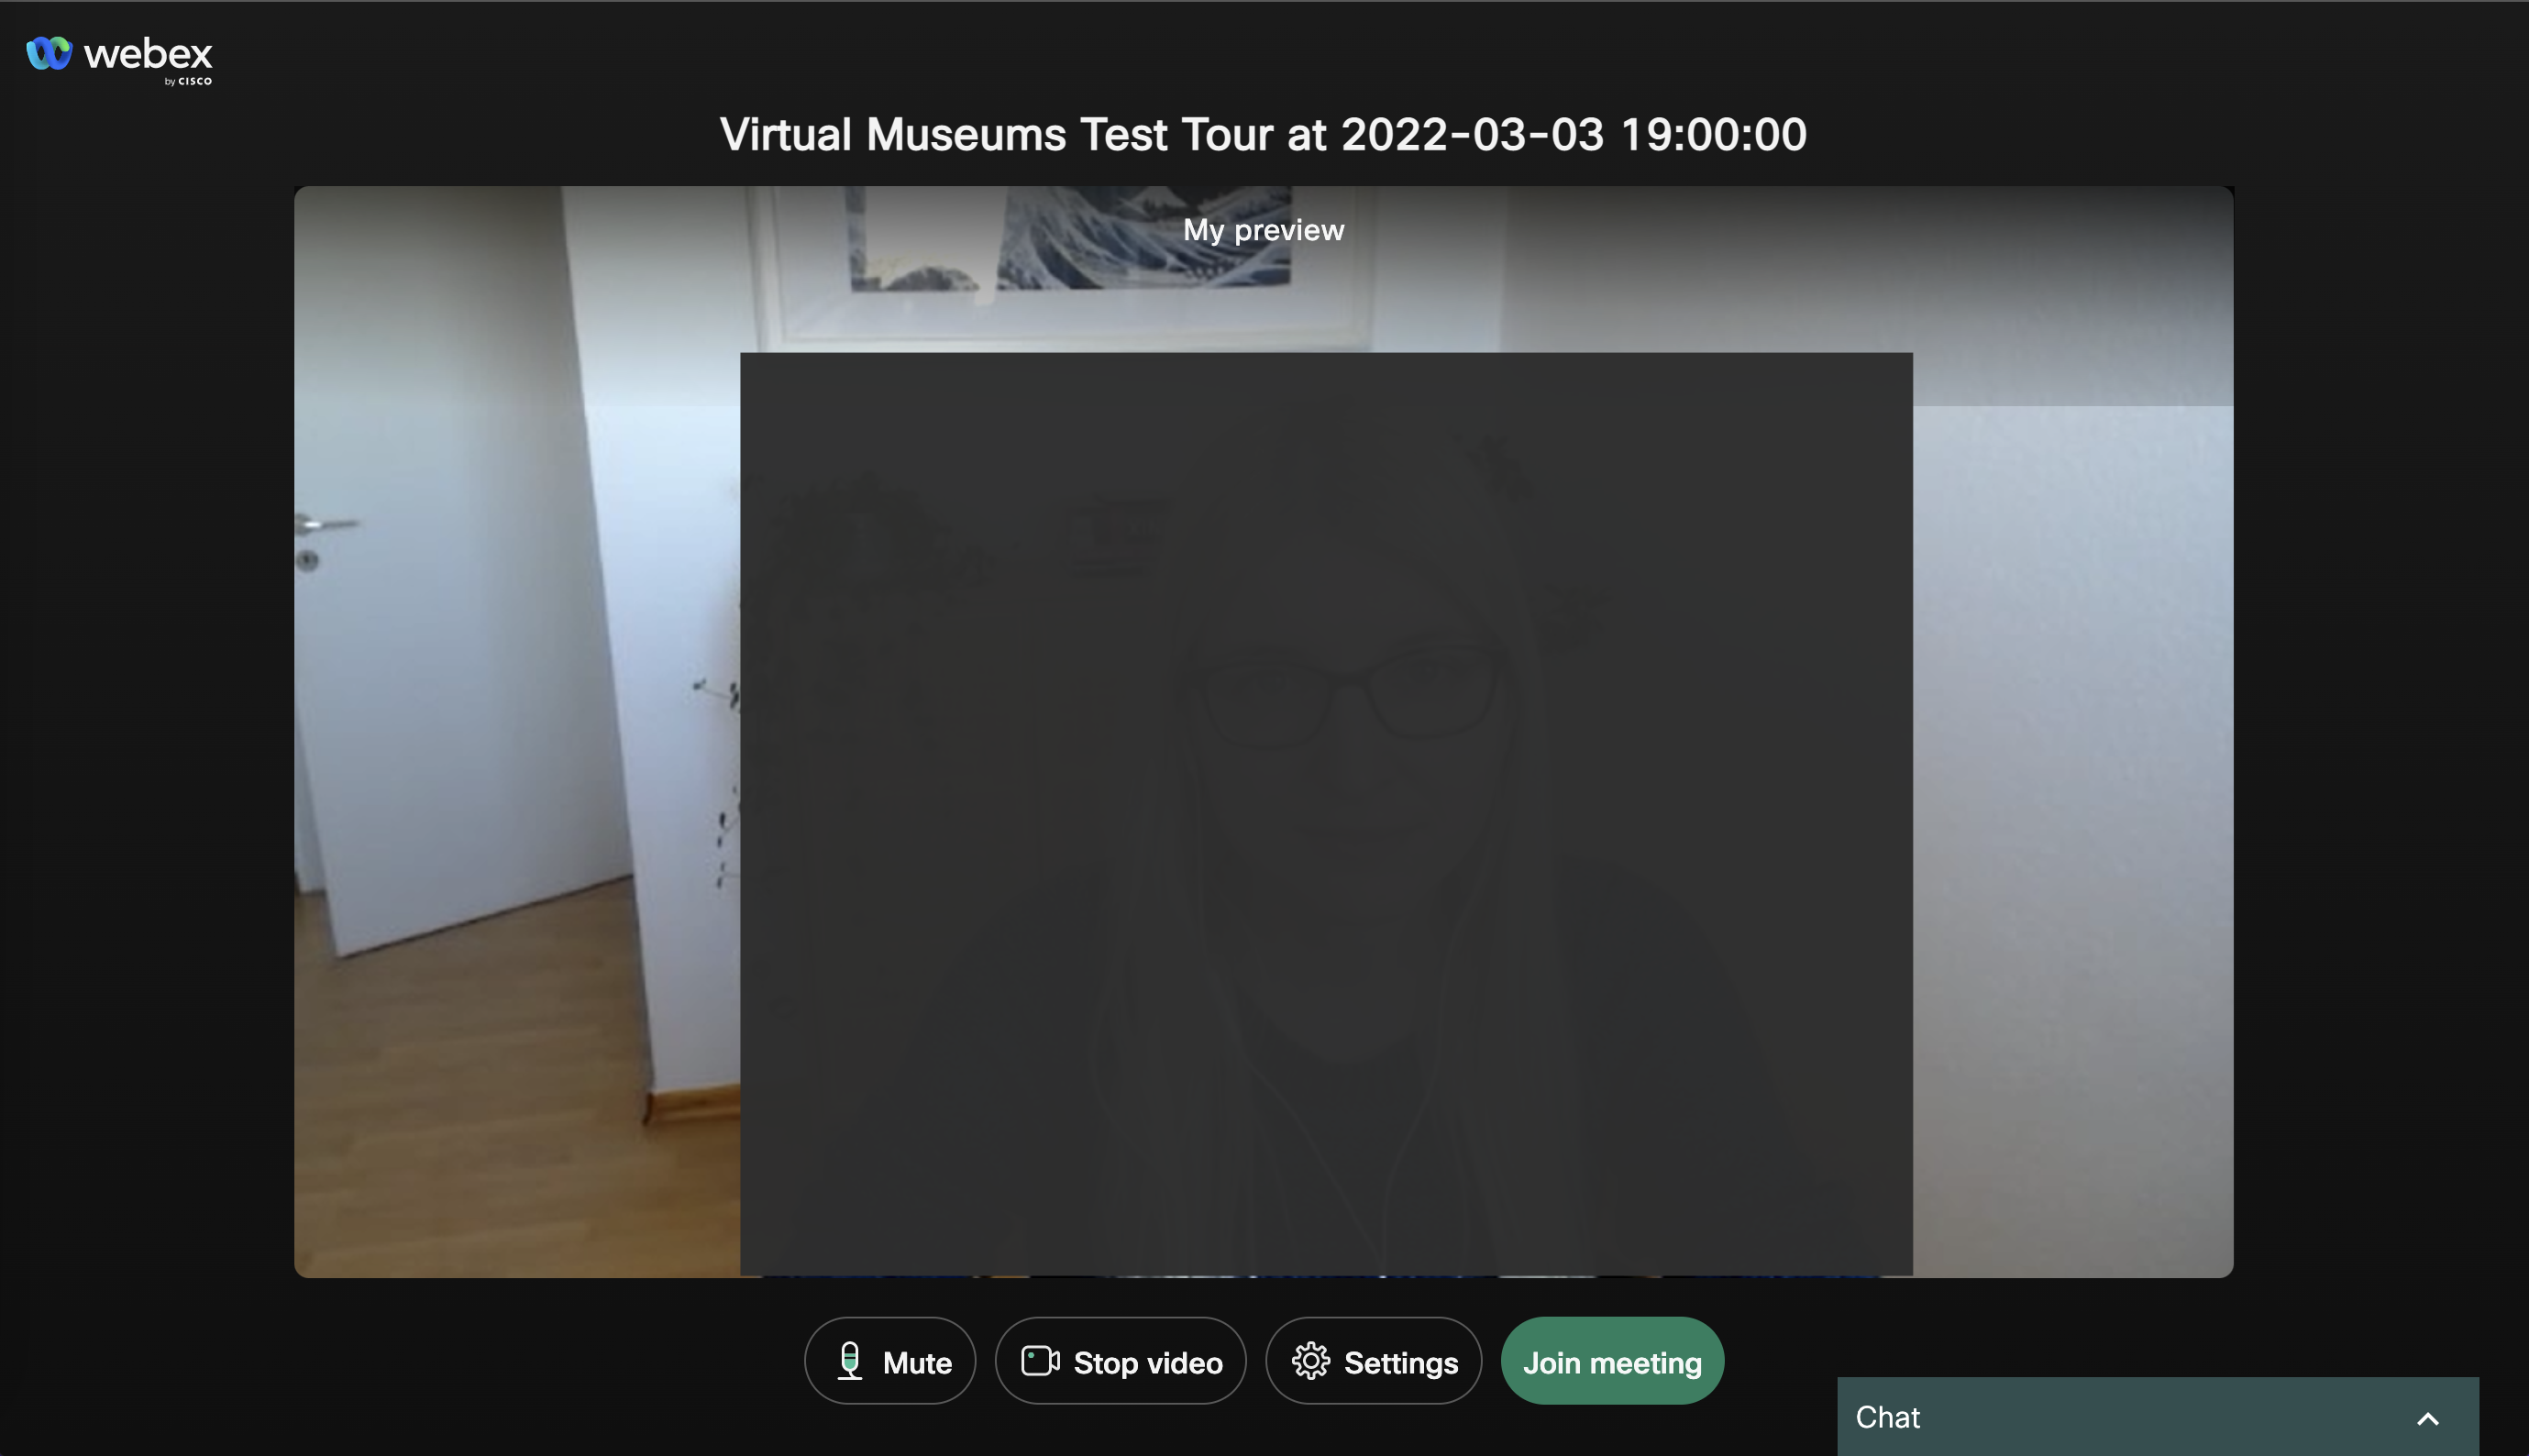 webex
by CISCO
Virtual Museums Test Tour at 2022-03-03 19:00:00
My preview
Mute
Stop video
Settings
Join meeting
Chat